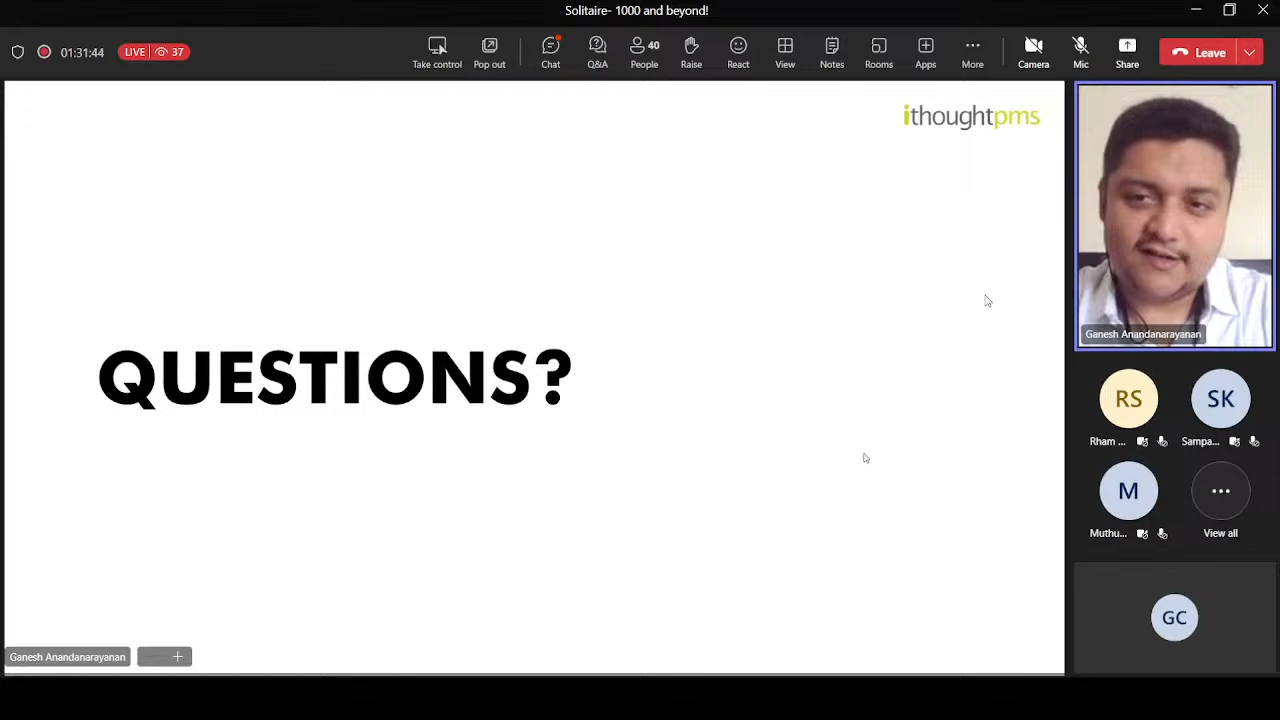 Solitaire- 1000 and beyond!
01:31:44
LIVE 37
Take control
Pop out
Chat
Q&A
40
People
Raise
React
View
Notes
Rooms
Apps
More
Camera
Mic
Share
Leave
ithoughtpms
QUESTIONS?
Ganesh Anandanarayanan
RS
SK
Rham ...
Sampa...
M
Muthu...
View all
GC
Ganesh Anandanarayanan